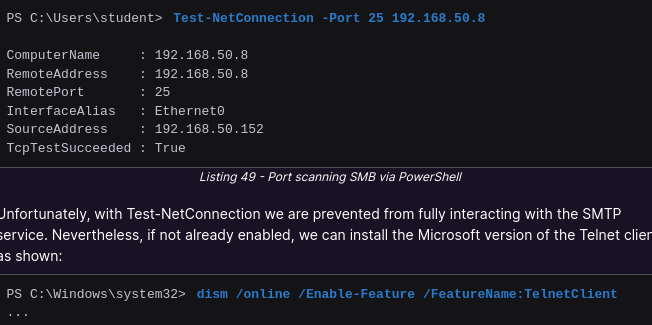 PS C:\Users\student> Test-NetConnection -Port 25 192.168.50.8
ComputerName     : 192.168.50.8
RemoteAddress    : 192.168.50.8
RemotePort       : 25
InterfaceAlias   : Ethernet0
SourceAddress    : 192.168.50.152
TcpTestSucceeded : True
Listing 49 - Port scanning SMB via PowerShell
Unfortunately, with Test-NetConnection we are prevented from fully interacting with the SMTP
service. Nevertheless, if not already enabled, we can install the Microsoft version of the Telnet clien
as shown:
PS C:\Windows\system32> dism /online /Enable-Feature /FeatureName:TelnetClient
...